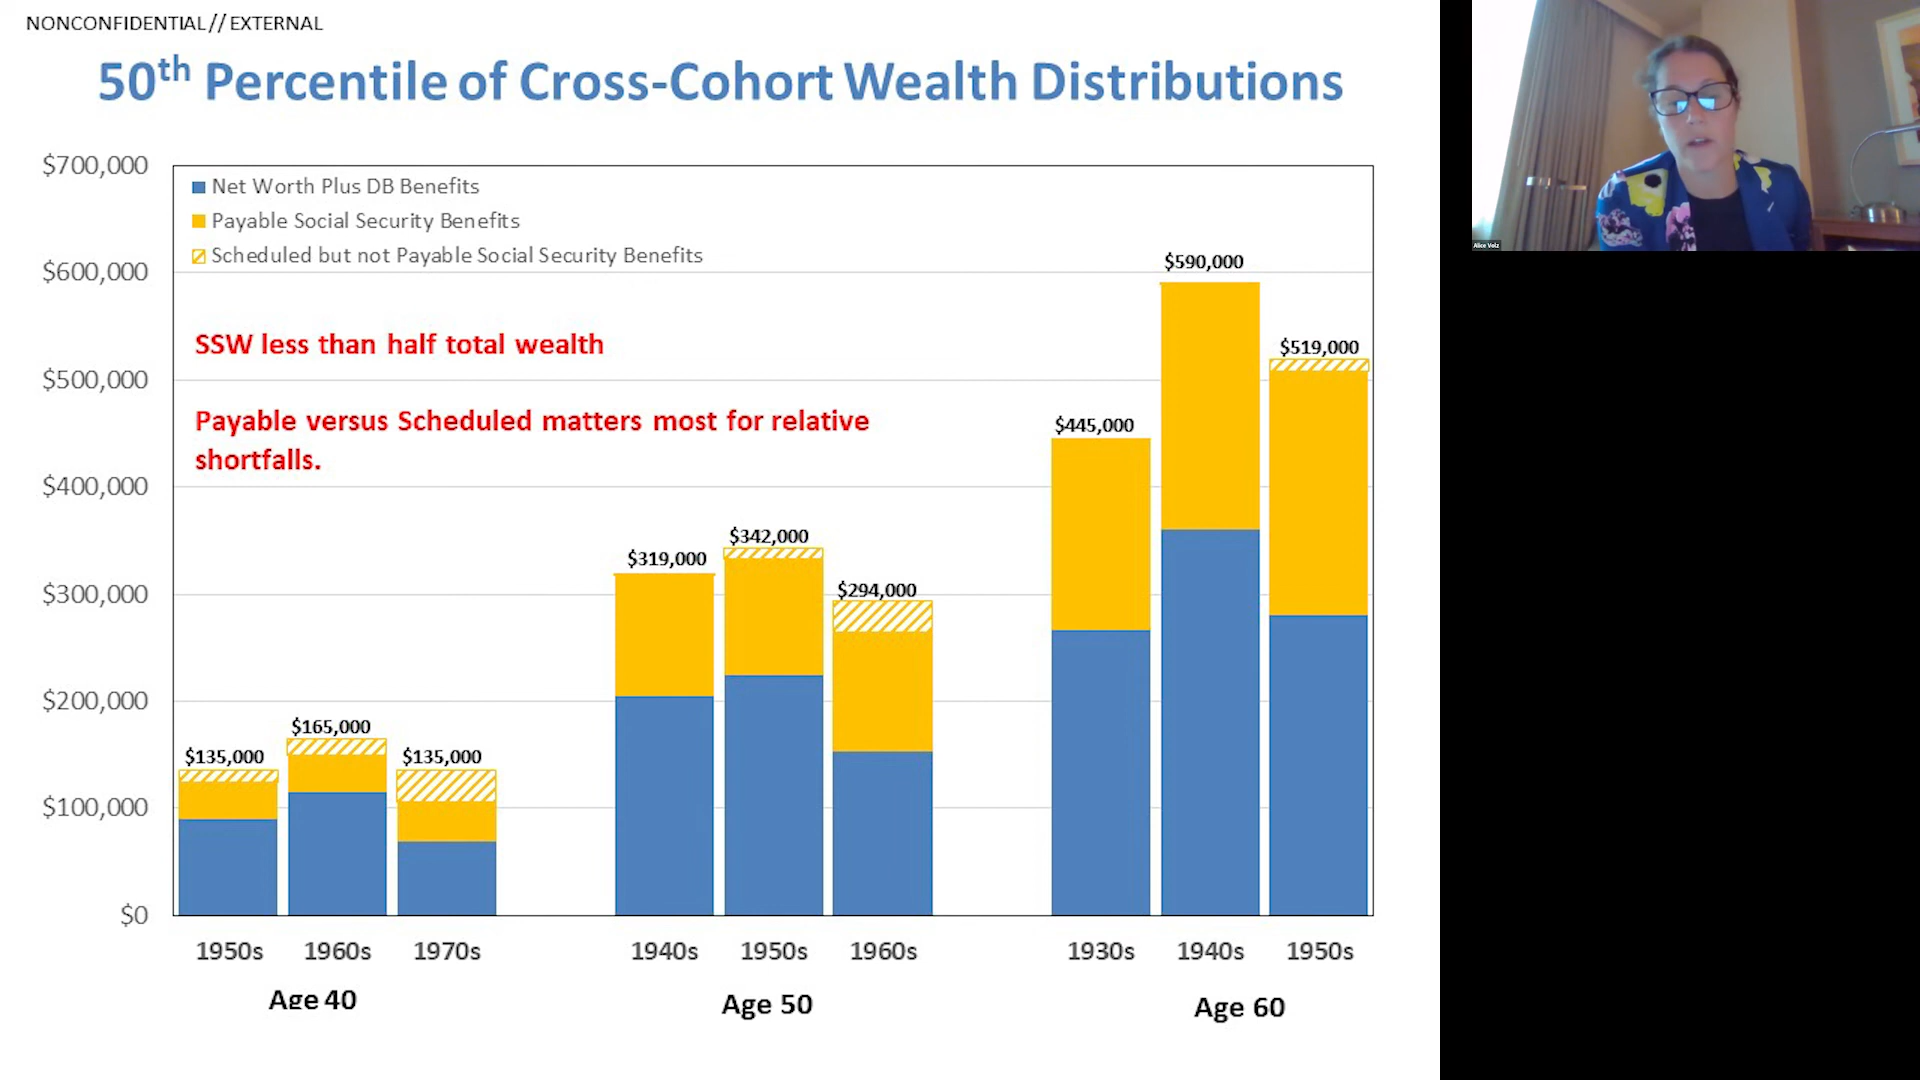 NONCONFIDENTIAL//EXTERNAL
50th Percentile of Cross-Cohort Wealth Distributions
$700,000
$600,000
$500,000
$400,000
$300,000
$200,000
$100,000
$0
Net Worth Plus DB Benefits
Payable Social Security Benefits
Scheduled but not Payable Social Security Benefits
SSW less than half total wealth
Payable versus Scheduled matters most for relative
shortfalls.
$135,000
$165,000
$135,000
$319,000
$342,000
$294,000
$445,000
$590,000
$519,000
1950s 1960s 1970s 1940s 1950s 1960s 1930s 1940s 1950s
Age 40 Age 50 Age 60
Alice Volz